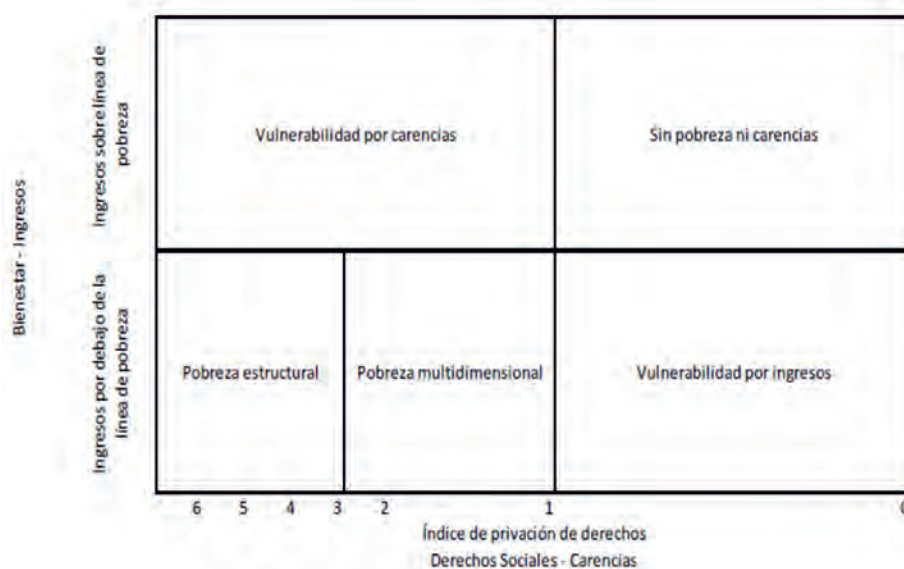 Bienestar - Ingresos
Ingresos sobre línea de
pobreza
Vulnerabilidad por carencias
Sin pobreza ni carencias
Ingresos por debajo de la
línea de pobreza
Pobreza estructural
Pobreza multidimensional
Vulnerabilidad por ingresos
6 5 4 3 2 1 0
Índice de privación de derechos
Derechos Sociales - Carencias